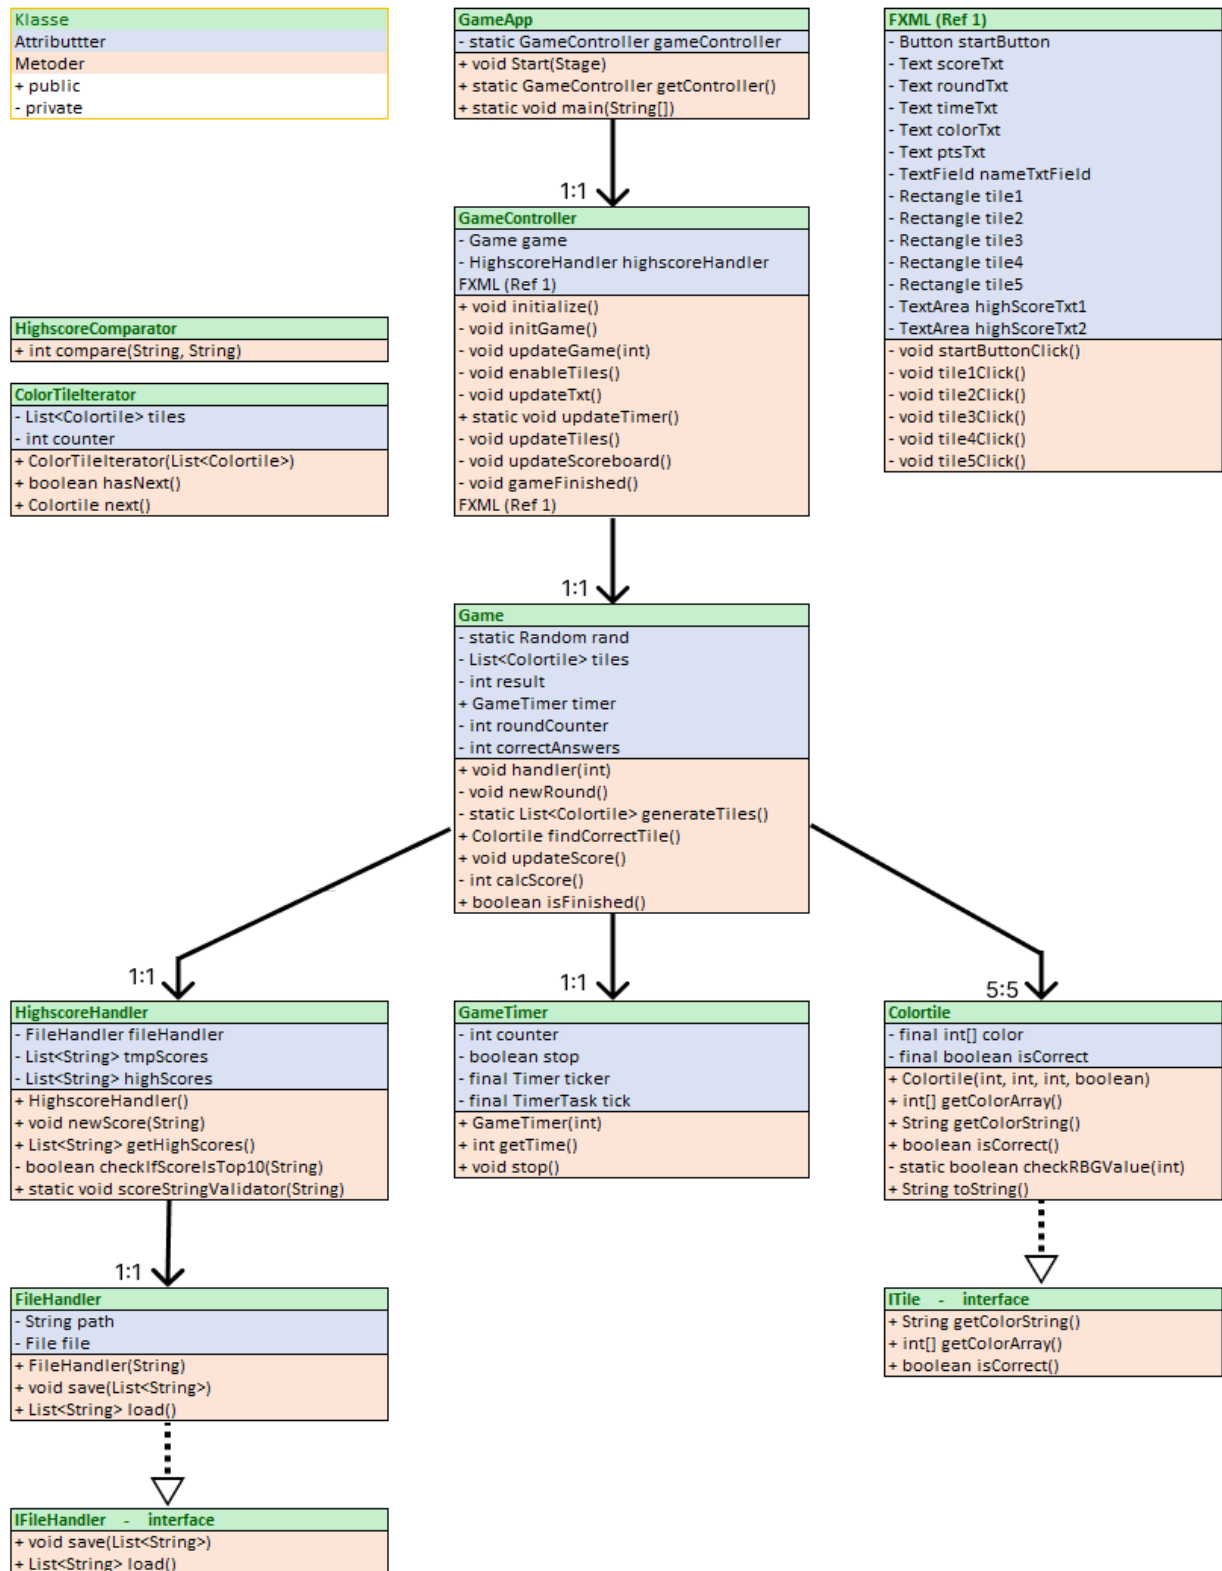 Klasse
Attributtter
Metoder
+ public
- private
GameApp
- static GameController gameController
+ void Start(Stage)
+ static GameController getController()
+ static void main(String[])
FXML (Ref 1)
- Button startButton
- Text scoreTxt
- Text roundTxt
- Text timeTxt
- Text colorTxt
- Text ptsTxt
- TextField nameTxtField
- Rectangle tile1
- Rectangle tile2
- Rectangle tile3
- Rectangle tile4
- Rectangle tile5
- TextArea highScoreTxt1
- TextArea highScoreTxt2
- void startButtonClick()
- void tile1Click()
- void tile2Click()
- void tile3Click()
- void tile4Click()
- void tile5Click()
1:1
GameController
- Game game
- HighscoreHandler highscoreHandler
FXML (Ref 1)
+ void initialize()
- void initGame()
- void updateGame(int)
- void enableTiles()
- void updateTxt()
+ static void updateTimer()
- void updateTiles()
- void updateScoreboard()
- void gameFinished()
FXML (Ref 1)
HighscoreComparator
+ int compare(String, String)
ColorTileIterator
- List<Colortile> tiles
- int counter
+ ColorTileIterator(List<Colortile>)
+ boolean hasNext()
+ Colortile next()
1:1
Game
- static Random rand
- List<Colortile> tiles
- int result
+ GameTimer timer
- int roundCounter
- int correctAnswers
+ void handler(int)
- void newRound()
- static List<Colortile> generateTiles()
+ Colortile findCorrectTile()
+ void updateScore()
- int calcScore()
+ boolean isFinished()
1:1
HighscoreHandler
- FileHandler fileHandler
- List<String> tmpScores
- List<String> highScores
+ HighscoreHandler()
+ void newScore(String)
+ List<String> getHighScores()
- boolean checkIfScoreIsTop10(String)
+ static void scoreStringValidator(String)
1:1
GameTimer
- int counter
- boolean stop
- final Timer ticker
- final TimerTask tick
+ GameTimer(int)
+ int getTime()
+ void stop()
5:5
Colortile
- final int[] color
- final boolean isCorrect
+ Colortile(int, int, int, boolean)
+ int[] getColorArray()
+ String getColorString()
+ boolean isCorrect()
- static boolean checkRBGValue(int)
+ String toString()
1:1
FileHandler
- String path
- File file
+ FileHandler(String)
+ void save(List<String>)
+ List<String> load()
ITile - interface
+ String getColorString()
+ int[] getColorArray()
+ boolean isCorrect()
IFileHandler - interface
+ void save(List<String>)
+ List<String> load()